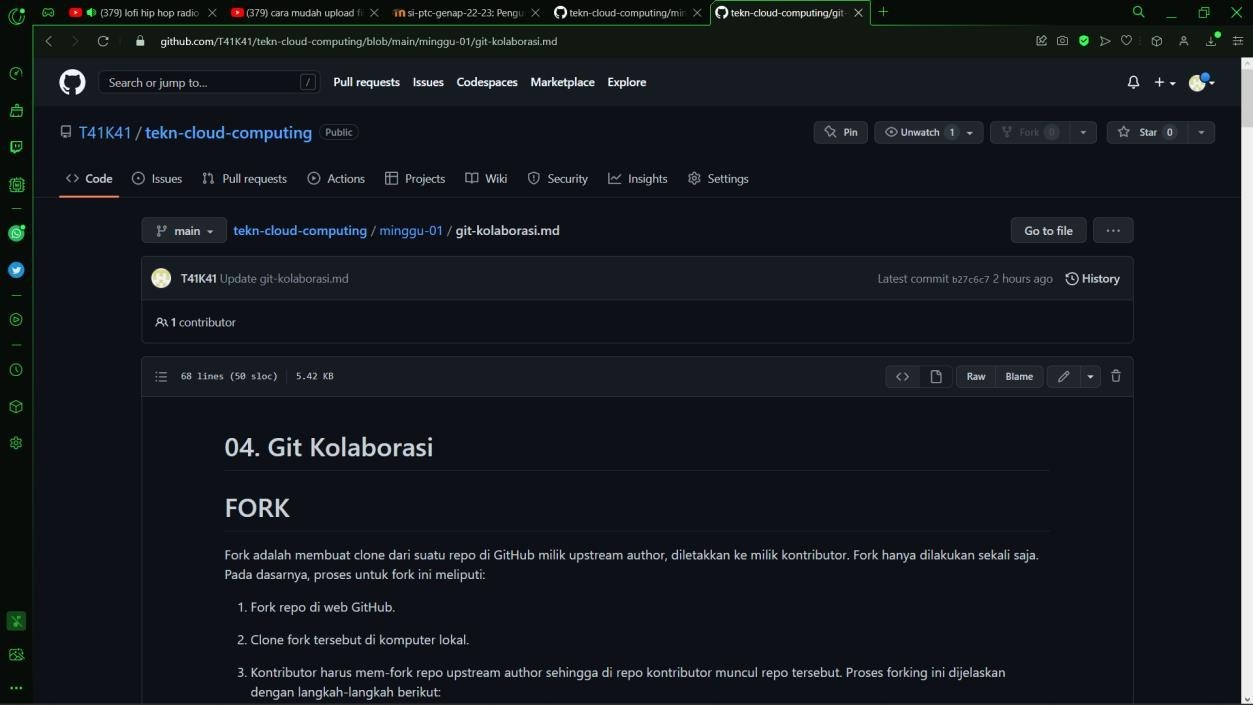 (379) lofi hip hop radio
(379) cara mudah upload fi
si-ptc-genap-22-23: Pengu
tekn-cloud-computing/min
tekn-cloud-computing/git-
github.com/T41K41/tekn-cloud-computing/blob/main/minggu-01/git-kolaborasi.md
Search or jump to... /
Pull requests Issues Codespaces Marketplace Explore
T41K41 / tekn-cloud-computing Public
Pin Unwatch 1 Fork 0 Star 0
Code Issues Pull requests Actions Projects Wiki Security Insights Settings
main tekn-cloud-computing / minggu-01 / git-kolaborasi.md Go to file ...
T41K41 Update git-kolaborasi.md Latest commit b27c6c7 2 hours ago History
1 contributor
68 lines (50 sloc) 5.42 KB Raw Blame
04. Git Kolaborasi
FORK
Fork adalah membuat clone dari suatu repo di GitHub milik upstream author, diletakkan ke milik kontributor. Fork hanya dilakukan sekali saja.
Pada dasarnya, proses untuk fork ini meliputi:
1. Fork repo di web GitHub.
2. Clone fork tersebut di komputer lokal.
3. Kontributor harus mem-fork repo upstream author sehingga di repo kontributor muncul repo tersebut. Proses forking ini dijelaskan
dengan langkah-langkah berikut: